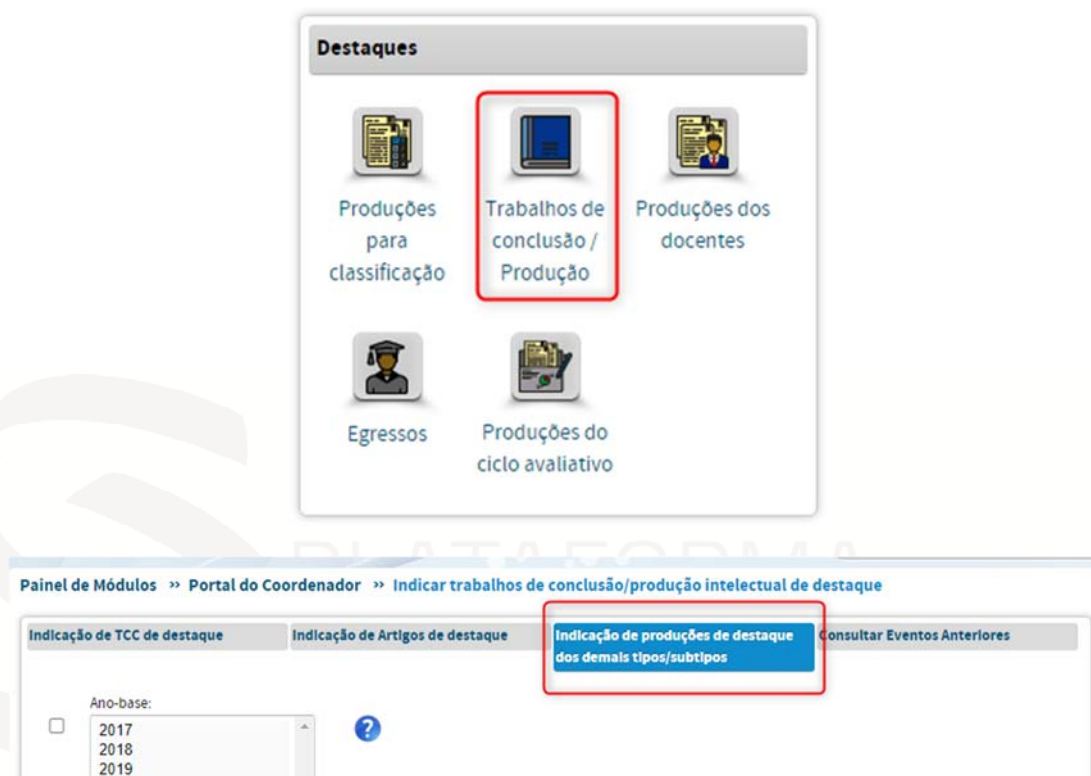 Destaques
Produções
para
classificação
Trabalhos de
conclusão /
Produção
Produções dos
docentes
Egressos
Produções do
ciclo avaliativo
PLATAFORMA
Painel de Módulos » Portal do Coordenador » Indicar trabalhos de conclusão/produção intelectual de destaque
Indicação de TCC de destaque
Indicação de Artigos de destaque
Indicação de produções de destaque
dos demais tipos/subtipos
Consultar Eventos Anteriores
Ano-base:
2017
2018
2019
?